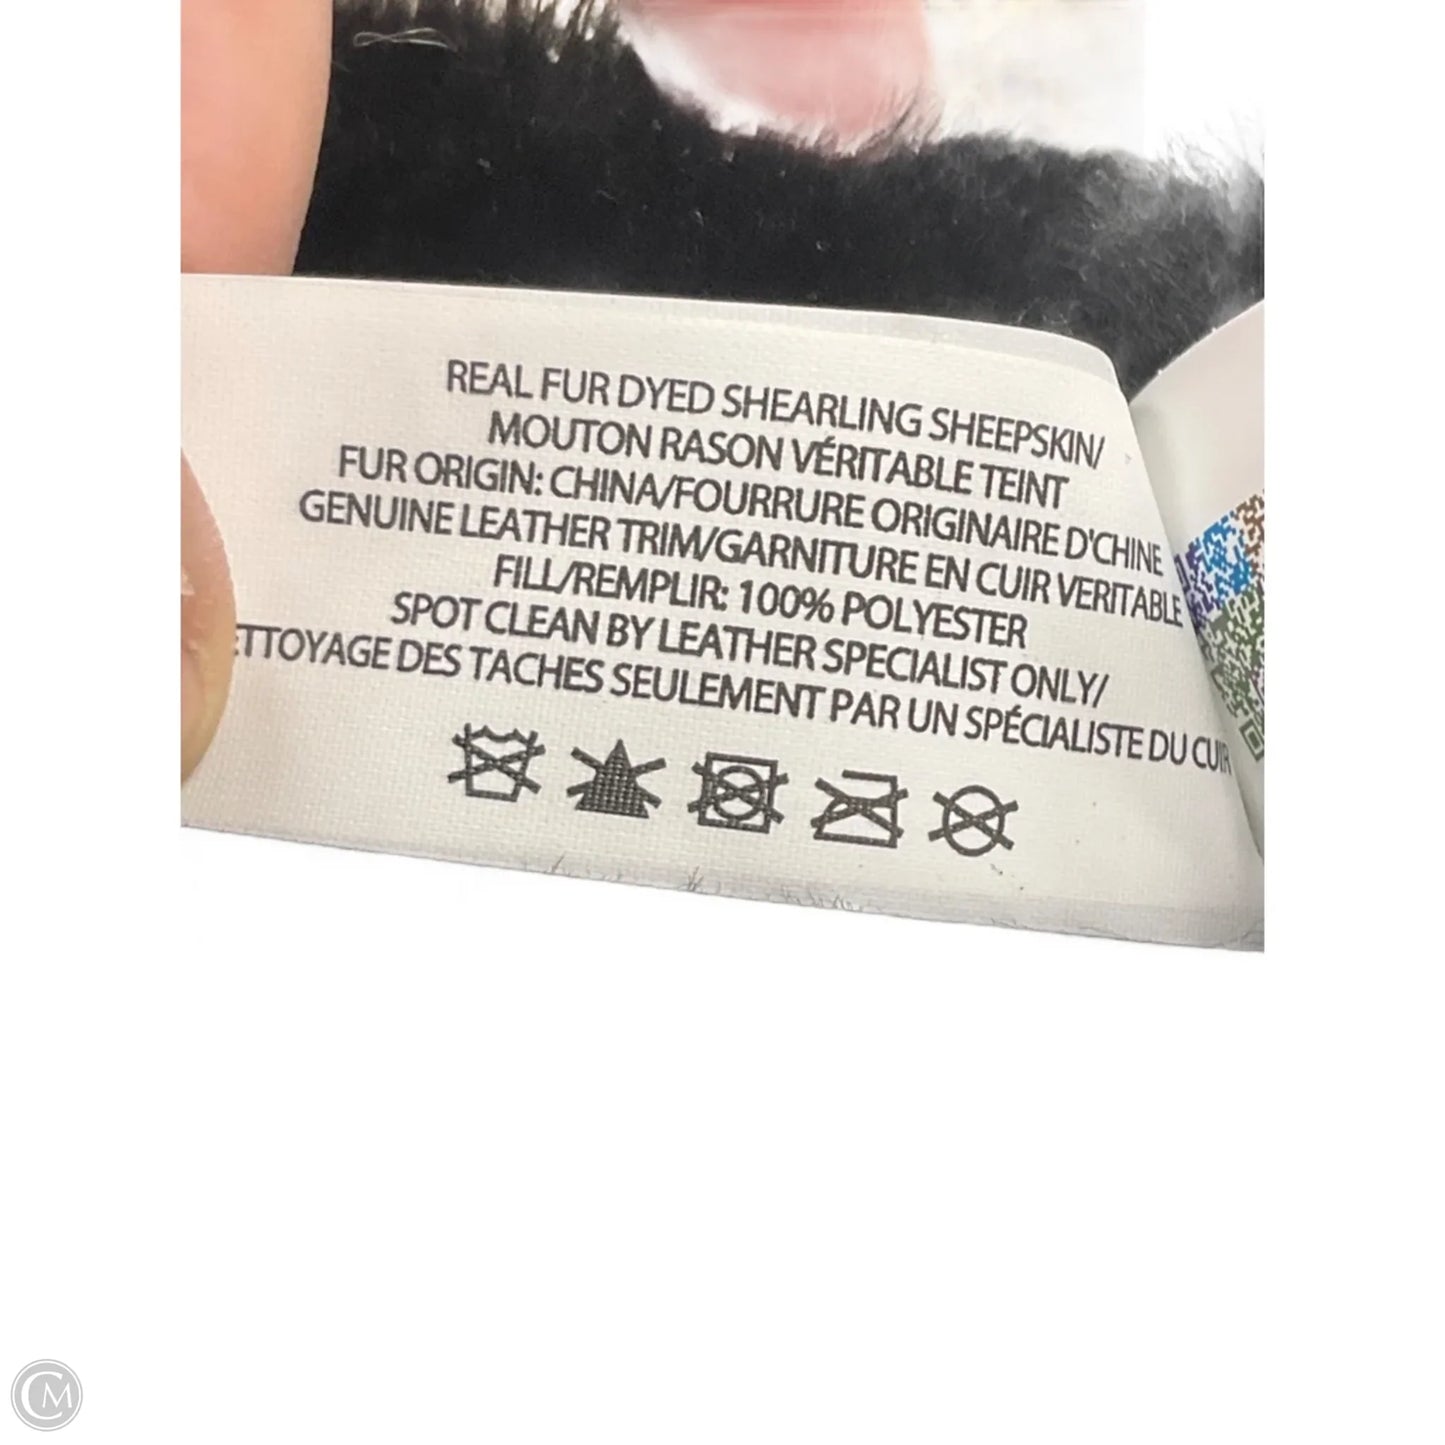 REAL FUR DYED SHEARLING SHEEPSKIN/
MOUTON RASON VÉRITABLE TEINT
FUR ORIGIN: CHINA/FOURRURE ORIGINAIRE D'CHINE
GENUINE LEATHER TRIM/GARNITURE EN CUIR VERITABLE
FILL/REMPLIR: 100% POLYESTER
SPOT CLEAN BY LEATHER SPECIALIST ONLY/
ETTOYAGE DES TACHES SEULEMENT PAR UN SPÉCIALISTE DU CUIR
CM